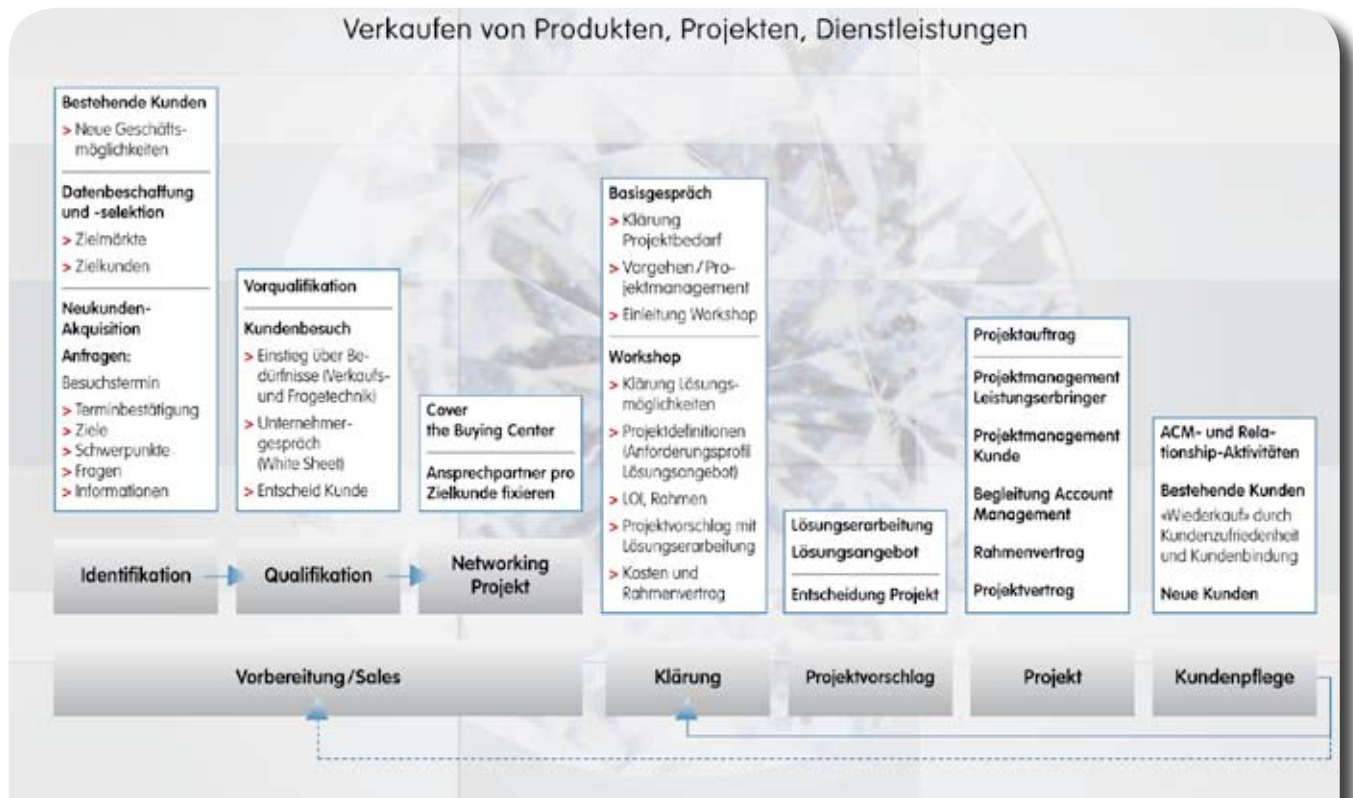 Verkaufen von Produkten, Projekten, Dienstleistungen
Bestehende Kunden
> Neue Geschäfts-
möglichkeiten
Datenbeschaffung
und -selektion
> Zielmärkte
> Zielkunden
Neukunden-
Akquisition
Anfragen:
Besuchstermin
> Terminbestätigung
> Ziele
> Schwerpunkte
> Fragen
> Informationen
Vorqualifikation
Kundenbesuch
> Einstieg über Be-
dürfnisse (Verkaufs-
und Fragetechnik)
> Unternehmer-
gespräch
(White Sheet)
> Entscheid Kunde
Cover
the Buying Center
Ansprechpartner pro
Zielkunde fixieren
Basisgespräch
> Klärung
Projektbedarf
> Vorgehen/Pro-
jektmanagement
> Einleitung Workshop
Workshop
> Klärung Lösungs-
möglichkeiten
> Projektdefinitionen
(Anforderungsprofil
Lösungsangebot)
> LOI, Rahmen
> Projektvorschlag mit
Lösungserarbeitung
> Kosten und
Rahmenvertrag
Lösungserarbeitung
Lösungsangebot
Entscheidung Projekt
Projektauftrag
Projektmanagement
Leistungserbringer
Projektmanagement
Kunde
Begleitung Account
Management
Rahmenvertrag
Projektvertrag
ACM- und Rela-
tionship-Aktivitäten
Bestehende Kunden
«Wiederkauf» durch
Kundenzufriedenheit
und Kundenbindung
Neue Kunden
Identifikation
Qualifikation
Networking
Projekt
Vorbereitung/Sales
Klärung
Projektvorschlag
Projekt
Kundenpflege